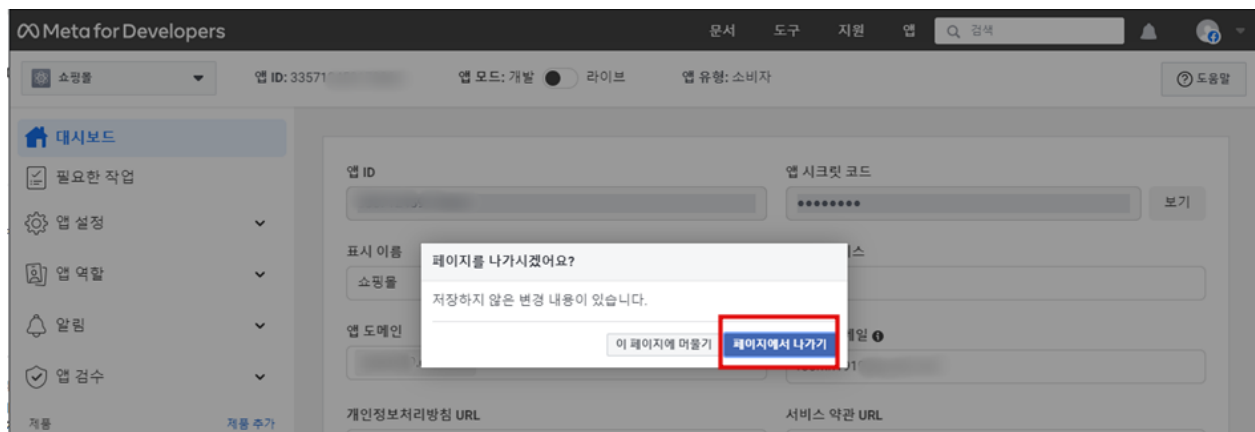 Meta for Developers 문서 도구 지원 앱 검색
쇼핑몰 앱 ID: 33571 앱 모드: 개발 라이브 앱 유형: 소비자 도움말
대시보드
필요한 작업
앱 설정
앱 역할
알림
앱 검수
제품 제품 추가
앱 ID 앱 시크릿 코드
●●●●●●●● 보기
표시 이름
쇼핑몰
앱 도메인
개인정보처리방침 URL 서비스 약관 URL
페이지를 나가시겠어요?
저장하지 않은 변경 내용이 있습니다.
이 페이지에 머물기 페이지에서 나가기